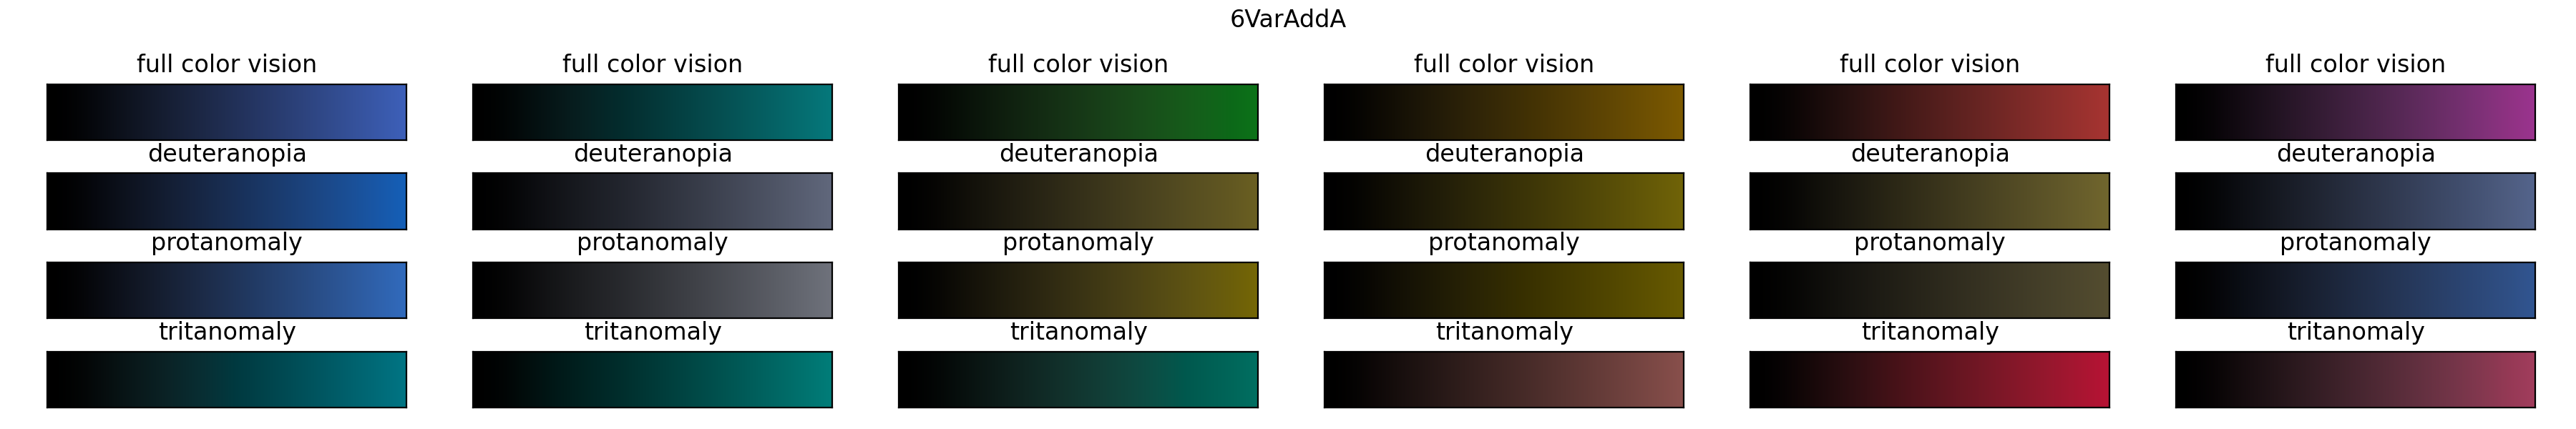 6VarAddA
full color vision full color vision full color vision full color vision full color vision full color vision
deuteranopia deuteranopia deuteranopia deuteranopia deuteranopia deuteranopia
protanomaly protanomaly protanomaly protanomaly protanomaly protanomaly
tritanomaly tritanomaly tritanomaly tritanomaly tritanomaly tritanomaly